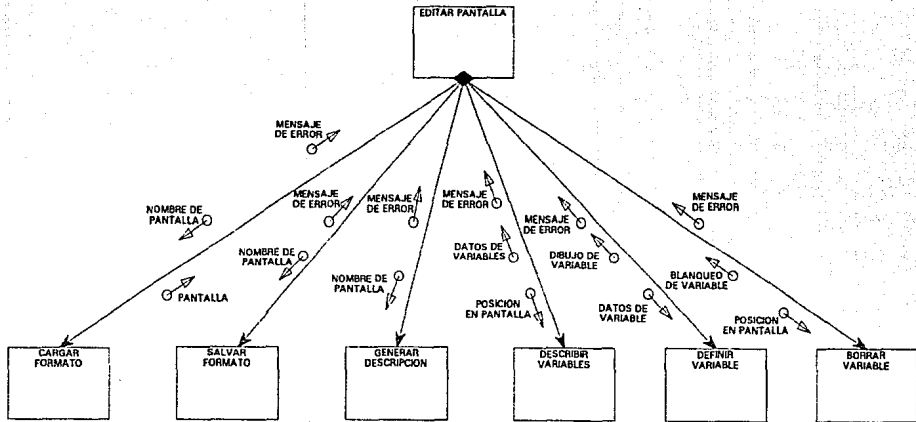 EDITAR PANTALLA
MENSAJE
DE ERROR
NOMBRE DE
PANTALLA
PANTALLA
MENSAJE
DE ERROR
NOMBRE DE
PANTALLA
MENSAJE
DE ERROR
NOMBRE DE
PANTALLA
MENSAJE
DE ERROR
DATOS DE
VARIABLES
POSICION
EN PANTALLA
MENSAJE
DE ERROR
DIBUJO DE
VARIABLE
DATOS
DE VARIABLE
MENSAJE
DE ERROR
BLANQUEO
DE VARIABLE
POSICION
EN PANTALLA
CARGAR
FORMATO
SALVAR
FORMATO
GENERAR
DESCRIPCION
DESCRIBIR
VARIABLES
DEFINIR
VARIABLE
BORRAR
VARIABLE